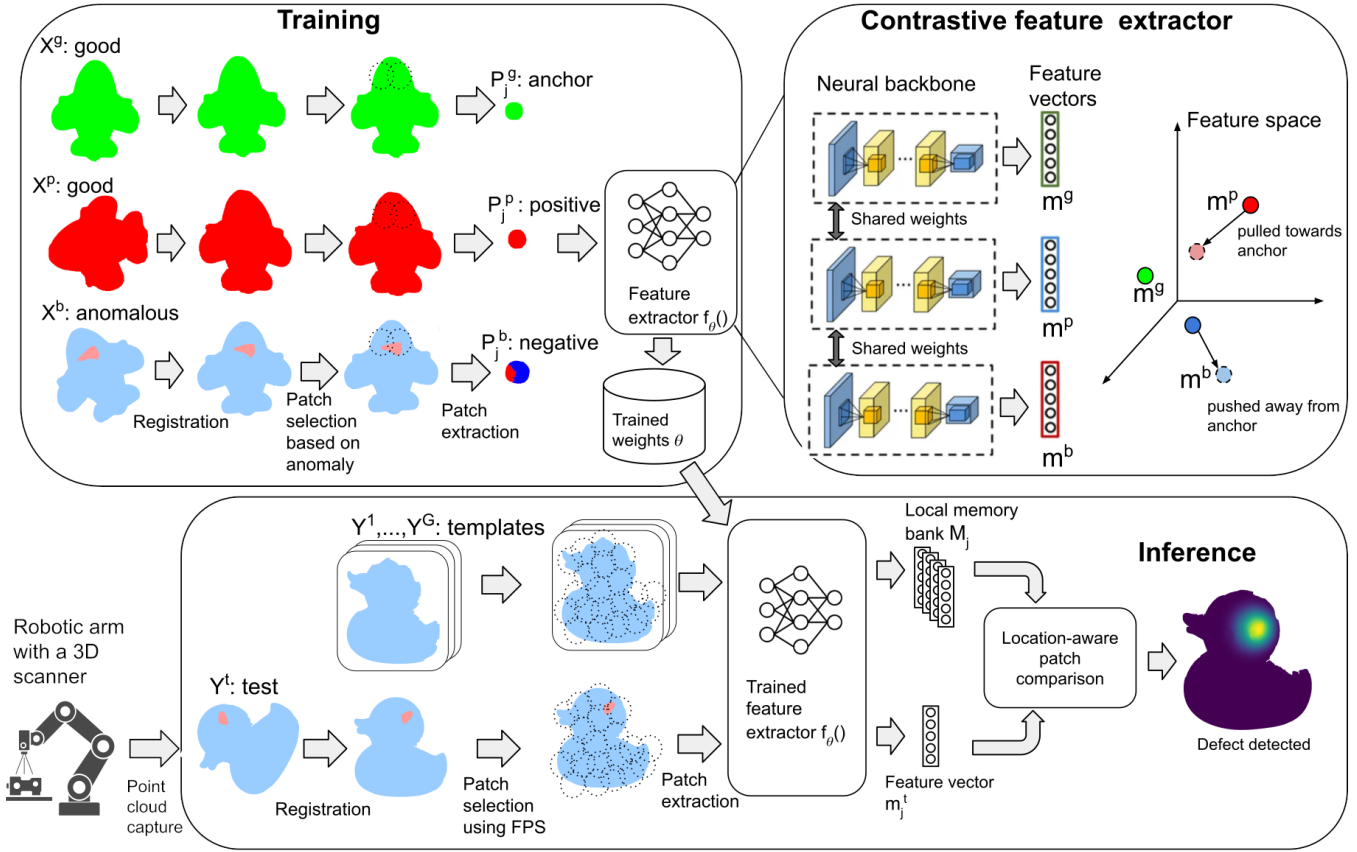 Training
X^g: good
P_j^g: anchor
X^p: good
P_j^p: positive
X^b: anomalous
P_j^b: negative
Registration
Patch
selection
based on
anomaly
Patch
extraction
Feature
extractor f_θ()
Trained
weights θ
Contrastive feature extractor
Neural backbone
Feature
vectors
Shared weights
Shared weights
m^g
m^p
m^b
Feature space
m^p
pulled towards
anchor
m^g
m^b
pushed away from
anchor
Inference
Robotic arm
with a 3D
scanner
Point
cloud
capture
Y^1,...,Y^G: templates
Y^t: test
Registration
Patch
selection
using FPS
Patch
extraction
Trained
feature
extractor f_θ()
Local memory
bank M_j
Feature vector
m_j^t
Location-aware
patch
comparison
Defect detected